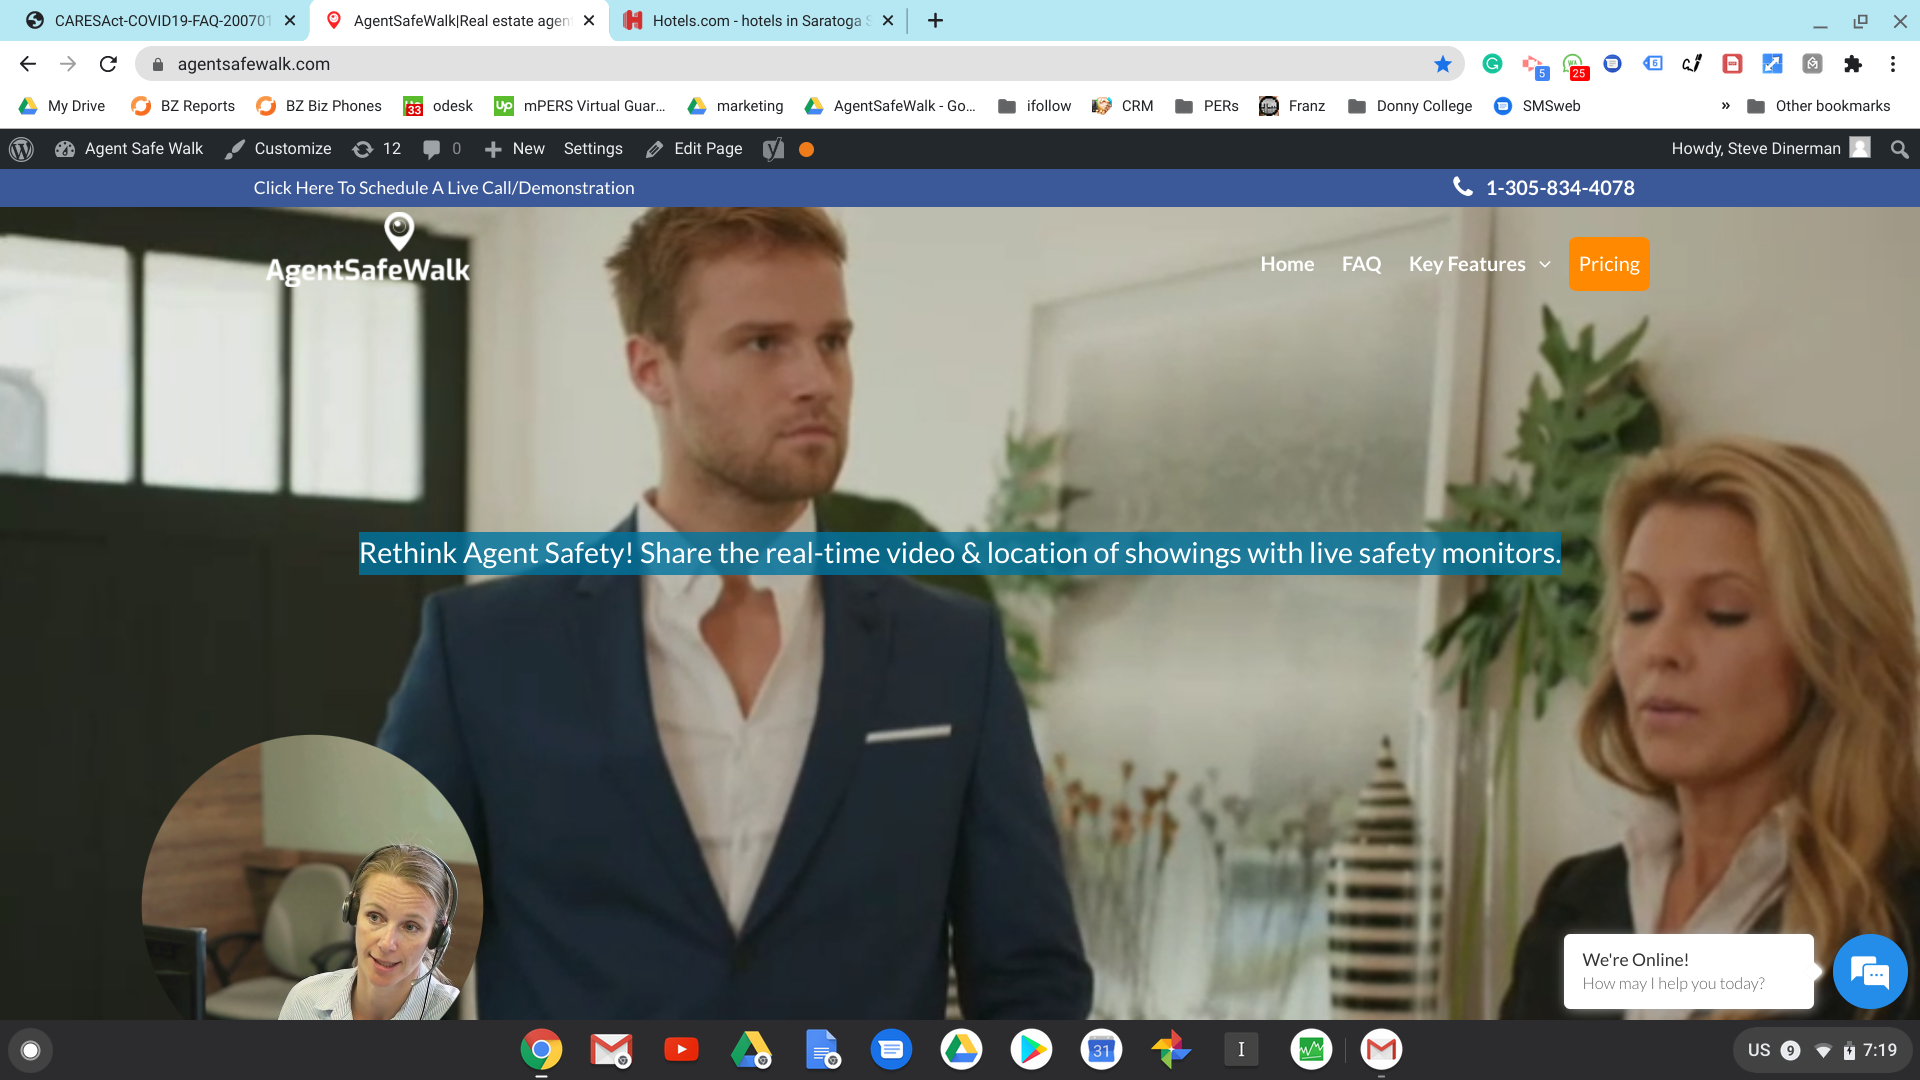 CARESAct-COVID19-FAQ-200701
AgentSafeWalk|Real estate agen
Hotels.com - hotels in Saratoga S
agentsafewalk.com
5
25
6
My Drive
BZ Reports
BZ Biz Phones
33
odesk
Up
mPERS Virtual Guar...
marketing
AgentSafeWalk - Go...
ifollow
CRM
PERs
Franz
Donny College
SMSweb
»
Other bookmarks
Agent Safe Walk
Customize
12
0
New
Settings
Edit Page
Howdy, Steve Dinerman
Click Here To Schedule A Live Call/Demonstration
1-305-834-4078
AgentSafeWalk
Home
FAQ
Key Features
Pricing
Rethink Agent Safety! Share the real-time video & location of showings with live safety monitors.
We're Online!
How may I help you today?
31
US
9
7:19